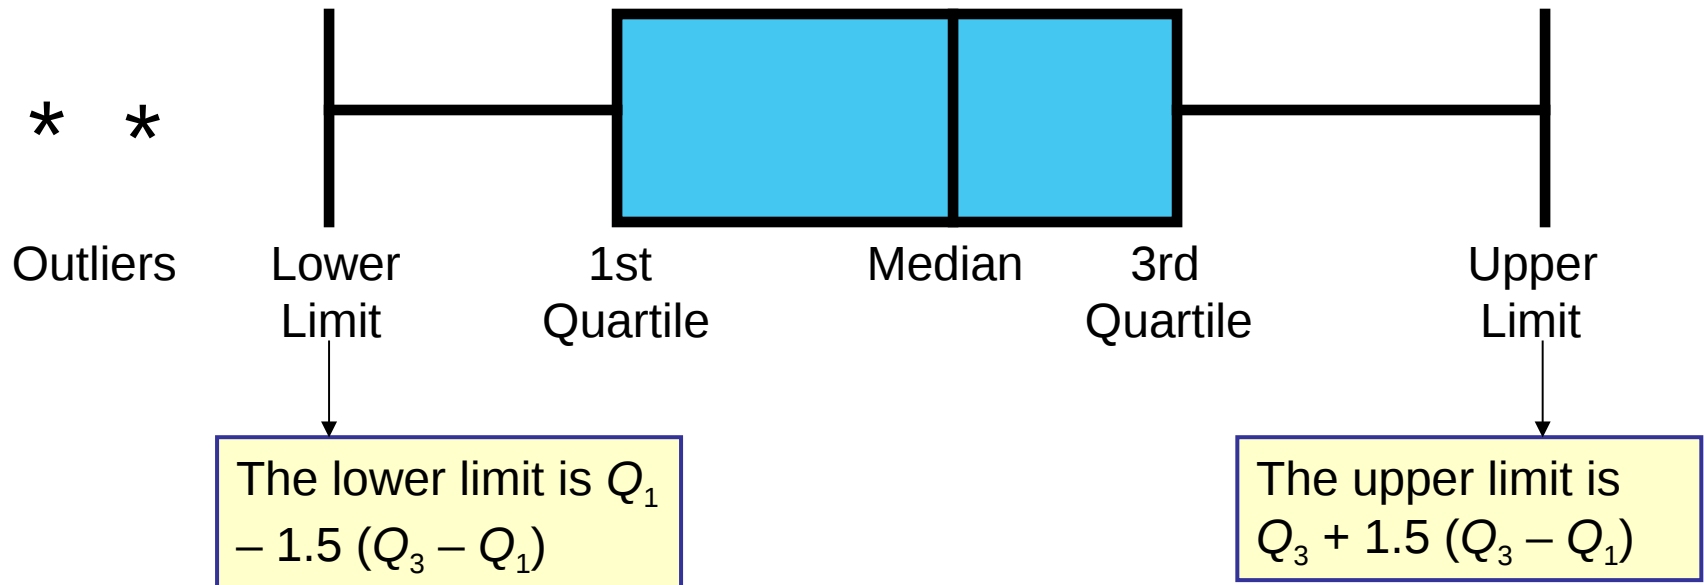 * *
Outliers Lower 1st Median 3rd Upper
Limit Quartile Quartile Limit
The lower limit is Q₁
– 1.5 (Q₃ – Q₁)
The upper limit is
Q₃ + 1.5 (Q₃ – Q₁)